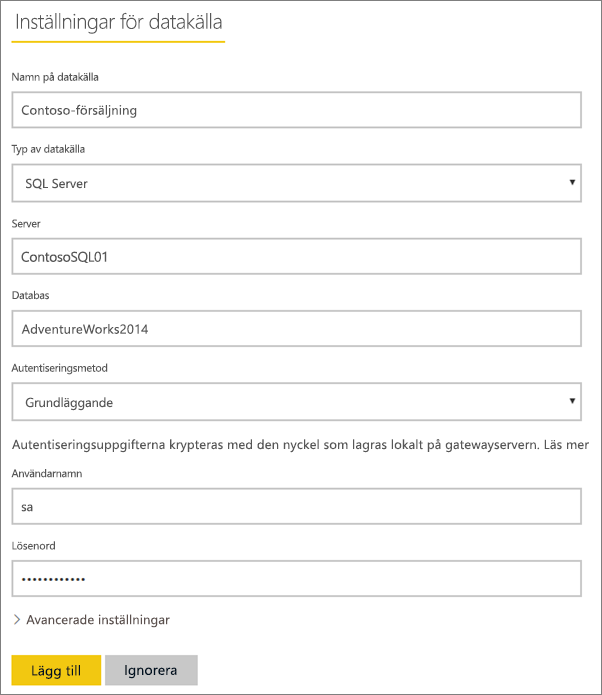 Inställningar för datakälla
Namn på datakälla
Contoso-försäljning
Typ av datakälla
SQL Server
Server
ContosoSQL01
Databas
AdventureWorks2014
Autentiseringsmetod
Grundläggande
Autentiseringsuppgifterna krypteras med den nyckel som lagras lokalt på gatewayservern. Läs mer
Användarnamn
sa
Lösenord
••••••••••••
Avancerade inställningar
Lägg till
Ignorera